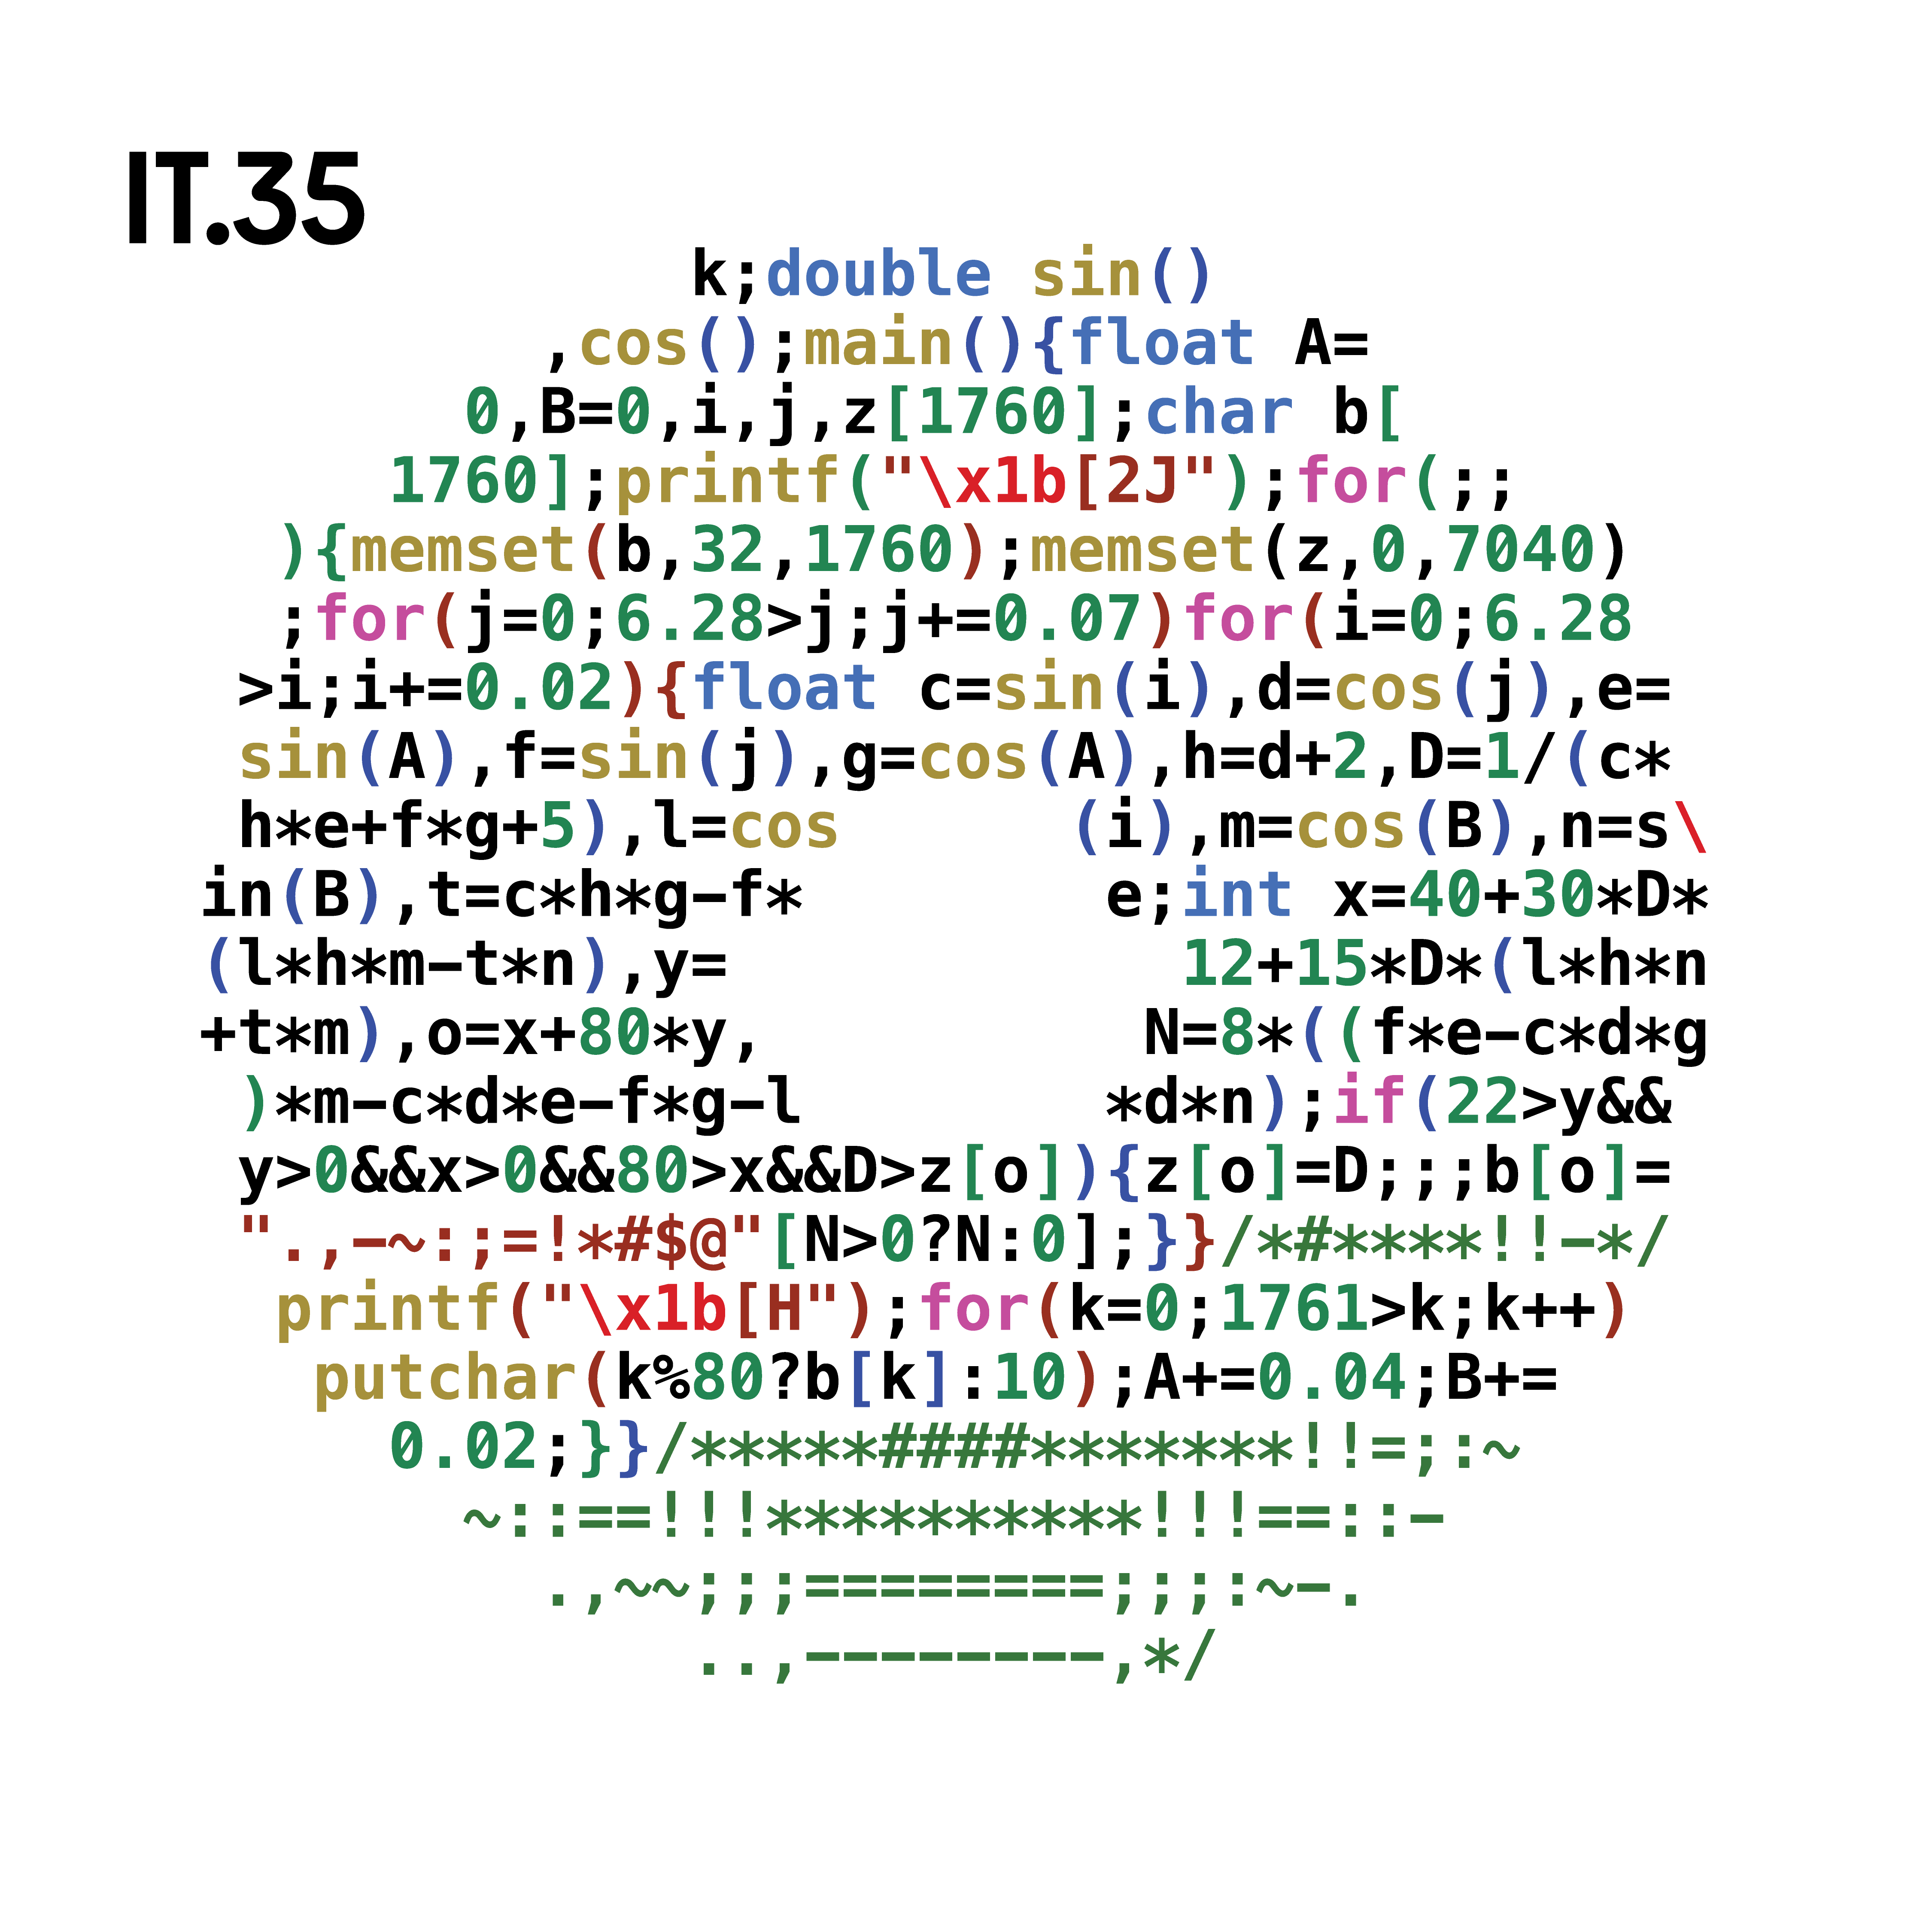 IT.35
k;double sin()
,cos();main(){float A=
0,B=0,i,j,z[1760];char b[
1760];printf("\x1b[2J");for(;;
){memset(b,32,1760);memset(z,0,7040)
;for(j=0;6.28>j;j+=0.07)for(i=0;6.28
>i;i+=0.02){float c=sin(i),d=cos(j),e=
sin(A),f=sin(j),g=cos(A),h=d+2,D=1/(c*
h*e+f*g+5),l=cos (i),m=cos(B),n=s\
in(B),t=c*h*g-f* e;int x=40+30*D*
(l*h*m-t*n),y= 12+15*D*(l*h*n
+t*m),o=x+80*y, N=8*((f*e-c*d*g
)*m-c*d*e-f*g-l *d*n);if(22>y&&
y>0&&x>0&&80>x&&D>z[o]){z[o]=D;;;b[o]=
".,-~:;=!*#$@"[N>0?N:0];}}/*#****!!-*/
printf("\x1b[H");for(k=0;1761>k;k++)
putchar(k%80?b[k]:10);A+=0.04;B+=
0.02;}}/*****####*******!!=;:~
~::==!!!**********!!!==::-
.,~~;;;========;;;:~-.
..,--------,*/